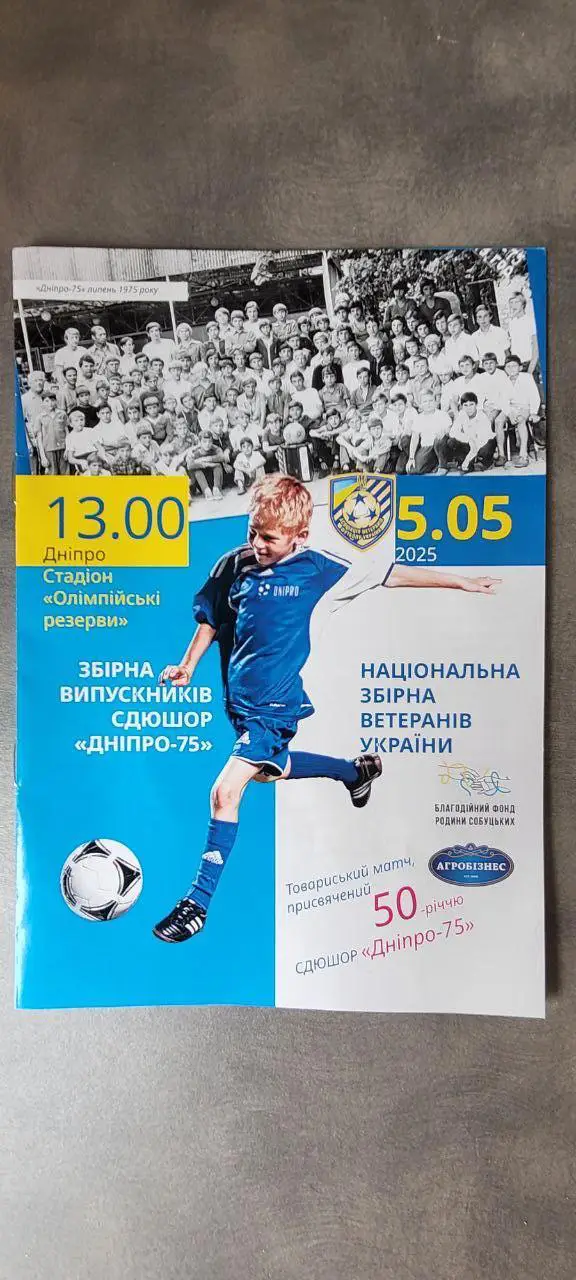 «Дніпро-75» липень 1975 року
13.00
5.05
Дніпро
2025
Стадіон
«Олімпійські
резерви»
DNIPRO
ЗБІРНА
ВИПУСКНИКІВ
СДЮШОР
«ДНІПРО-75»
НАЦІОНАЛЬНА
ЗБІРНА
ВЕТЕРАНІВ
УКРАЇНИ
БЛАГОДІЙНИЙ ФОНД
РОДИНИ СОБУЦЬКИХ
АГРОБІЗНЕС
Товариський матч,
присвячений
50-річчю
СДЮШОР «Дніпро-75»